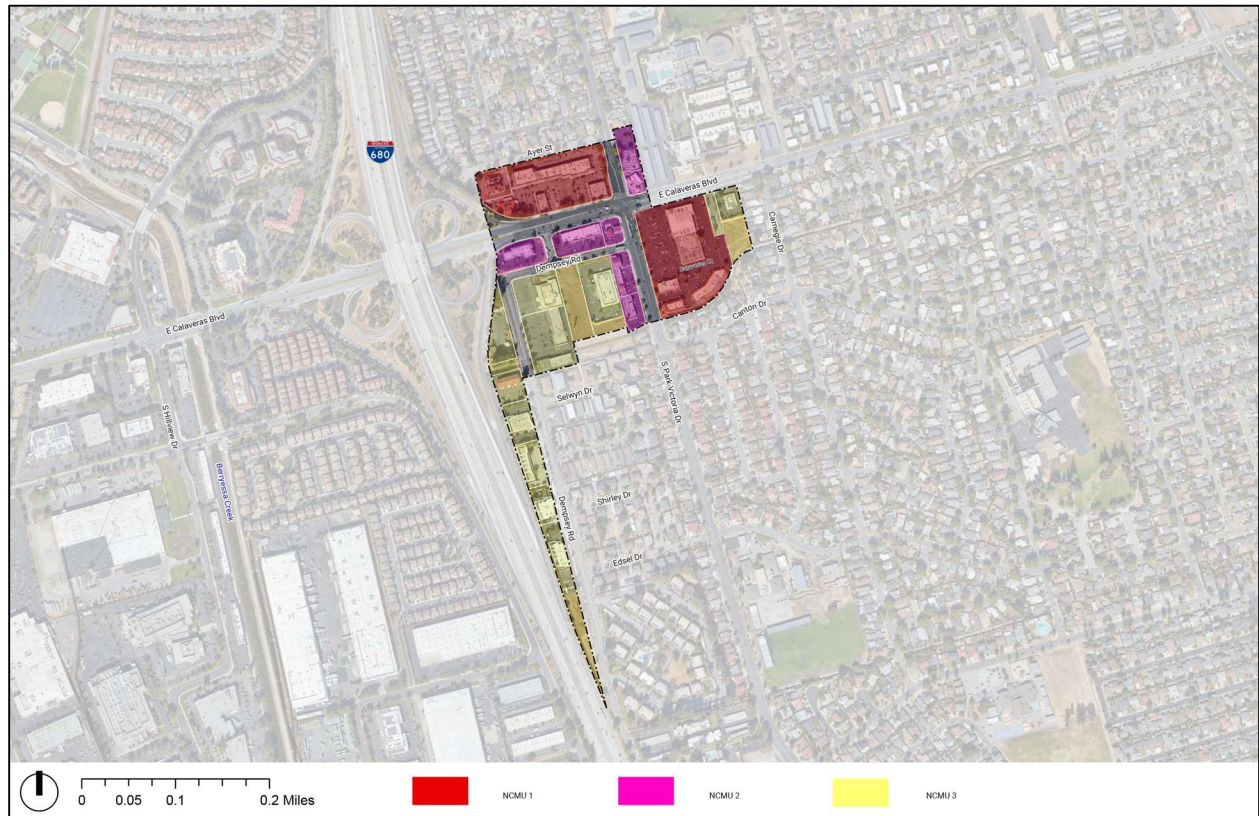 Ayer St
680
E Calaveras Blvd
Carnegie Dr
Dempsey Rd
Calaveras Ct
Canton Dr
E Calaveras Blvd
S Park Victoria Dr
Selwyn Dr
S Hillview Dr
Berryessa Creek
Shirley Dr
Dempsey Rd
Edsel Dr
0 0.05 0.1 0.2 Miles
NCMU 1
NCMU 2
NCMU 3